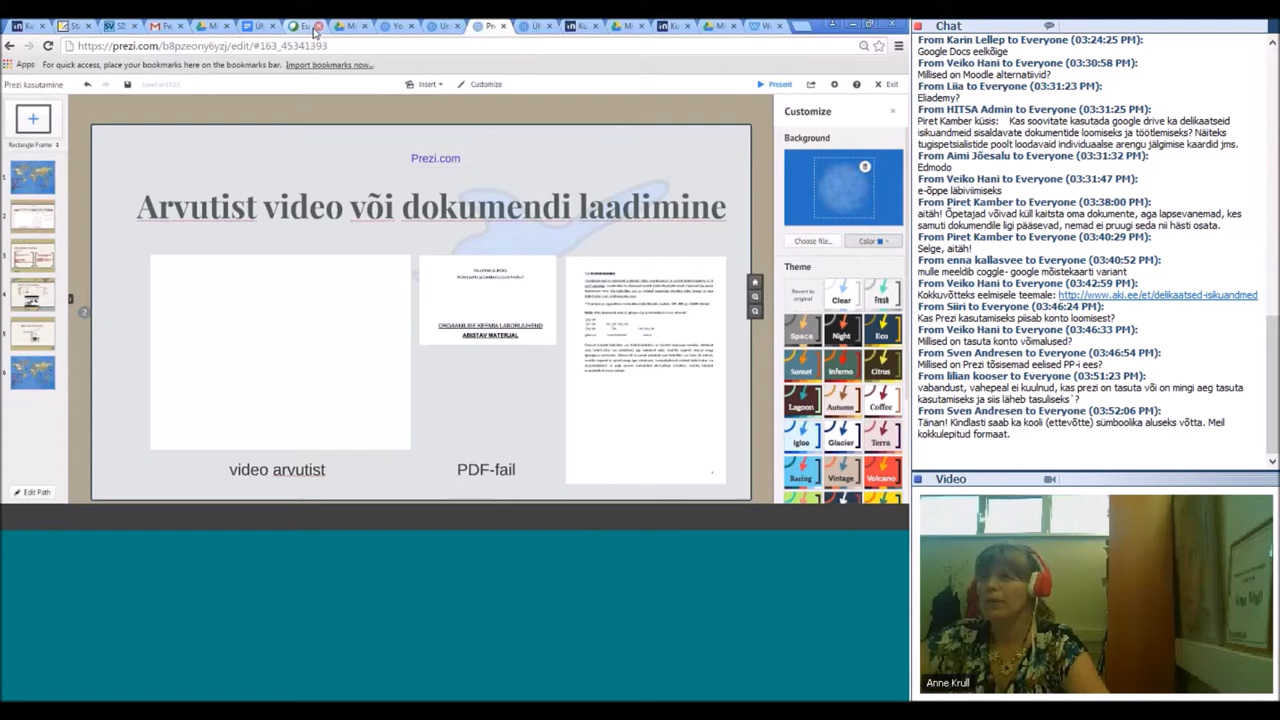 https://prezi.com/b8pzeony6yzj/edit/#163_45341393
Apps
For quick access, place your bookmarks here on the bookmarks bar.
Import bookmarks now...
Prezi kasutamine
Insert
Customize
Present
Exit
Rectangle Frame
Edit Path
Prezi.com
Arvutist video või dokumendi laadimine
ORGAANILISE KEEMIA LABORIJUHEND
ABISTAV MATERJAL
video arvutist
PDF-fail
Customize
Background
Choose file...
Color
Theme
Revert to original
Clear
Fresh
Space
Night
Eco
Sunset
Inferno
Citrus
Lagoon
Autumn
Coffee
Igloo
Glacier
Terra
Racing
Vintage
Volcano
Chat
From Karin Lellep to Everyone (03:24:25 PM):
Google Docs eelkõige
From Veiko Hani to Everyone (03:30:58 PM):
Millised on Moodle alternatiivid?
From Liia to Everyone (03:31:23 PM):
Eliademy?
From HITSA Admin to Everyone (03:31:25 PM):
Piret Kamber küsis: Kas soovitate kasutada google drive ka delikaatseid
isikuandmeid sisaldavate dokumentide loomiseks ja töötlemiseks? Näiteks
tugispetsialistide poolt loodavaid individuaalse arengu jälgimise kaardid jms.
From Aimi Jõesalu to Everyone (03:31:32 PM):
Edmodo
From Veiko Hani to Everyone (03:31:47 PM):
e-õppe läbiviimiseks
From Piret Kamber to Everyone (03:38:00 PM):
aitäh! Õpetajad võivad küll kaitsta oma dokumente, aga lapsevanemad, kes
samuti dokumendile ligi pääsevad, nemad ei pruugi seda nii hästi osata.
From Piret Kamber to Everyone (03:40:29 PM):
Selge, aitäh!
From enna kallasvee to Everyone (03:40:52 PM):
mulle meeldib coggle- google mõistekaarti variant
From Veiko Hani to Everyone (03:42:59 PM):
Kokkuvõtteks eelmisele teemale: http://www.aki.ee/et/delikaatsed-isikuandmed
From Siiri to Everyone (03:46:24 PM):
Kas Prezi kasutamiseks piisab konto loomisest?
From Veiko Hani to Everyone (03:46:33 PM):
Millised on tasuta konto võimalused?
From Sven Andresen to Everyone (03:46:54 PM):
Millised on Prezi tõsisemad eelised PP-i ees?
From lilian kooser to Everyone (03:51:23 PM):
vabandust, vahepeal ei kuulnud, kas prezi on tasuta või on mingi aeg tasuta
kasutamiseks ja siis läheb tasuliseks`?
From Sven Andresen to Everyone (03:52:06 PM):
Tänan! Kindlasti saab ka kooli (ettevõtte) sümboolika aluseks võtta. Meil
kokkulepitud formaat.
Video
Anne Krull